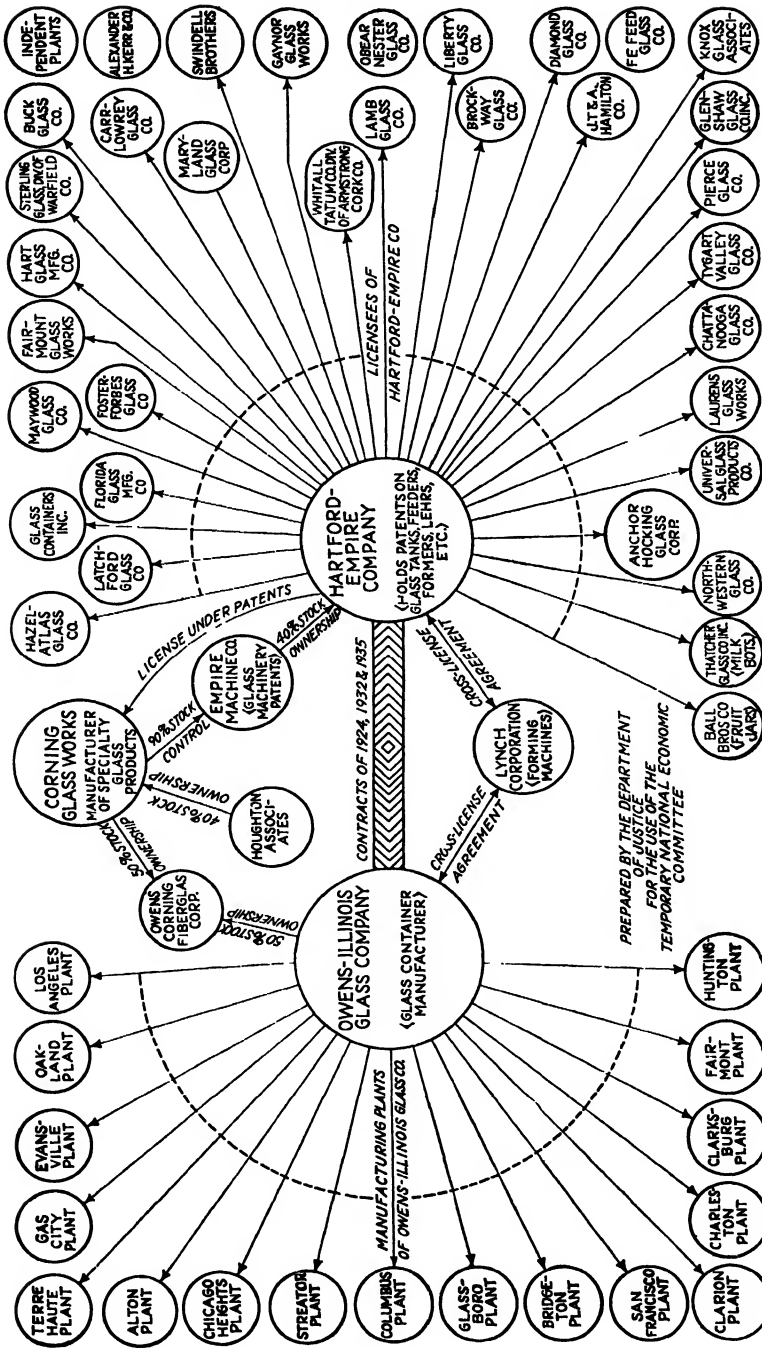 INDE-
PENDENT
PLANTS
ALEXANDER
H. KERR & CO.
SWINDELL
BROTHERS
GAYNOR
GLASS
WORKS
OBEAR
NESTER
GLASS
CO.
LIBERTY
GLASS
CO.
DIAMOND
GLASS
CO.
FE FEED
GLASS
CO.
KNOX
GLASS
ASSOCI-
ATES
BUCK
GLASS
CO.
CARR-
LOWREY
GLASS
CO.
MARY-
LAND
GLASS
CORP
WHITALL
TATUM CO. DIV.
OF ARMSTRONG
CORK CO.
LAMB
GLASS
CO.
BROCK-
WAY
GLASS
CO.
J.T. & A.
HAMILTON
CO.
GLEN-
SHAW
GLASS
CO. INC.
STERLING
GLASS DIV. OF
WARFIELD
CO.
HART
GLASS
MFG.
CO.
FAIR-
MOUNT
GLASS
WORKS
MAYWOOD
GLASS
CO.
FOSTER-
FORBES
GLASS
CO
GLASS
CONTAINERS
INC.
FLORIDA
GLASS
MFG.
CO
LATCH-
FORD
GLASS
CO
HAZEL-
ATLAS
GLASS
CO.
LICENSEES OF
HARTFORD-EMPIRE CO
PIERCE
GLASS
CO.
TYGART
VALLEY
GLASS
CO.
CHATTA-
NOOGA
GLASS
CO.
LAURENS
GLASS
WORKS
UNIVER-
SAL GLASS
PRODUCTS
CO.
ANCHOR
HOCKING
GLASS
CORP.
NORTH-
WESTERN
GLASS
CO.
THATCHER
GLASS CO INC.
(MILK
BOTS.)
BALL
BROS CO
(FRUIT
JARS)
HARTFORD-
EMPIRE
COMPANY
(HOLDS PATENTS ON
GLASS TANKS, FEEDERS,
FORMERS, LEHRS,
ETC.)
LICENSE UNDER PATENTS
40% STOCK
OWNERSHIP
EMPIRE
MACHINE CO.
(GLASS
MACHINERY
PATENTS)
90% STOCK
CONTROL
CORNING
GLASS WORKS
MANUFACTURER
OF SPECIALTY
GLASS
PRODUCTS
40% STOCK
OWNERSHIP
HOUGHTON
ASSOCI-
ATES
50% STOCK
OWNERSHIP
OWENS
CORNING
FIBERGLAS
CORP.
50% STOCK
OWNERSHIP
CONTRACTS OF 1924, 1932 & 1935
CROSS-LICENSE
AGREEMENT
LYNCH
CORPORATION
(FORMING
MACHINES)
CROSS-LICENSE
AGREEMENT
OWENS-ILLINOIS
GLASS COMPANY
(GLASS CONTAINER
MANUFACTURER)
PREPARED BY THE DEPARTMENT
OF JUSTICE
FOR THE USE OF THE
TEMPORARY NATIONAL ECONOMIC
COMMITTEE
LOS
ANGELES
PLANT
OAK-
LAND
PLANT
EVANS-
VILLE
PLANT
GAS
CITY
PLANT
TERRE
HAUTE
PLANT
ALTON
PLANT
CHICAGO
HEIGHTS
PLANT
STREATOR
PLANT
MANUFACTURING PLANTS
OF OWENS-ILLINOIS GLASS CO.
COLUMBUS
PLANT
GLASS-
BORO
PLANT
BRIDGE-
TON
PLANT
SAN
FRANCISCO
PLANT
CLARION
PLANT
CHARLES
TON
PLANT
CLARKS-
BURG
PLANT
FAIR-
MONT
PLANT
HUNTING
TON
PLANT